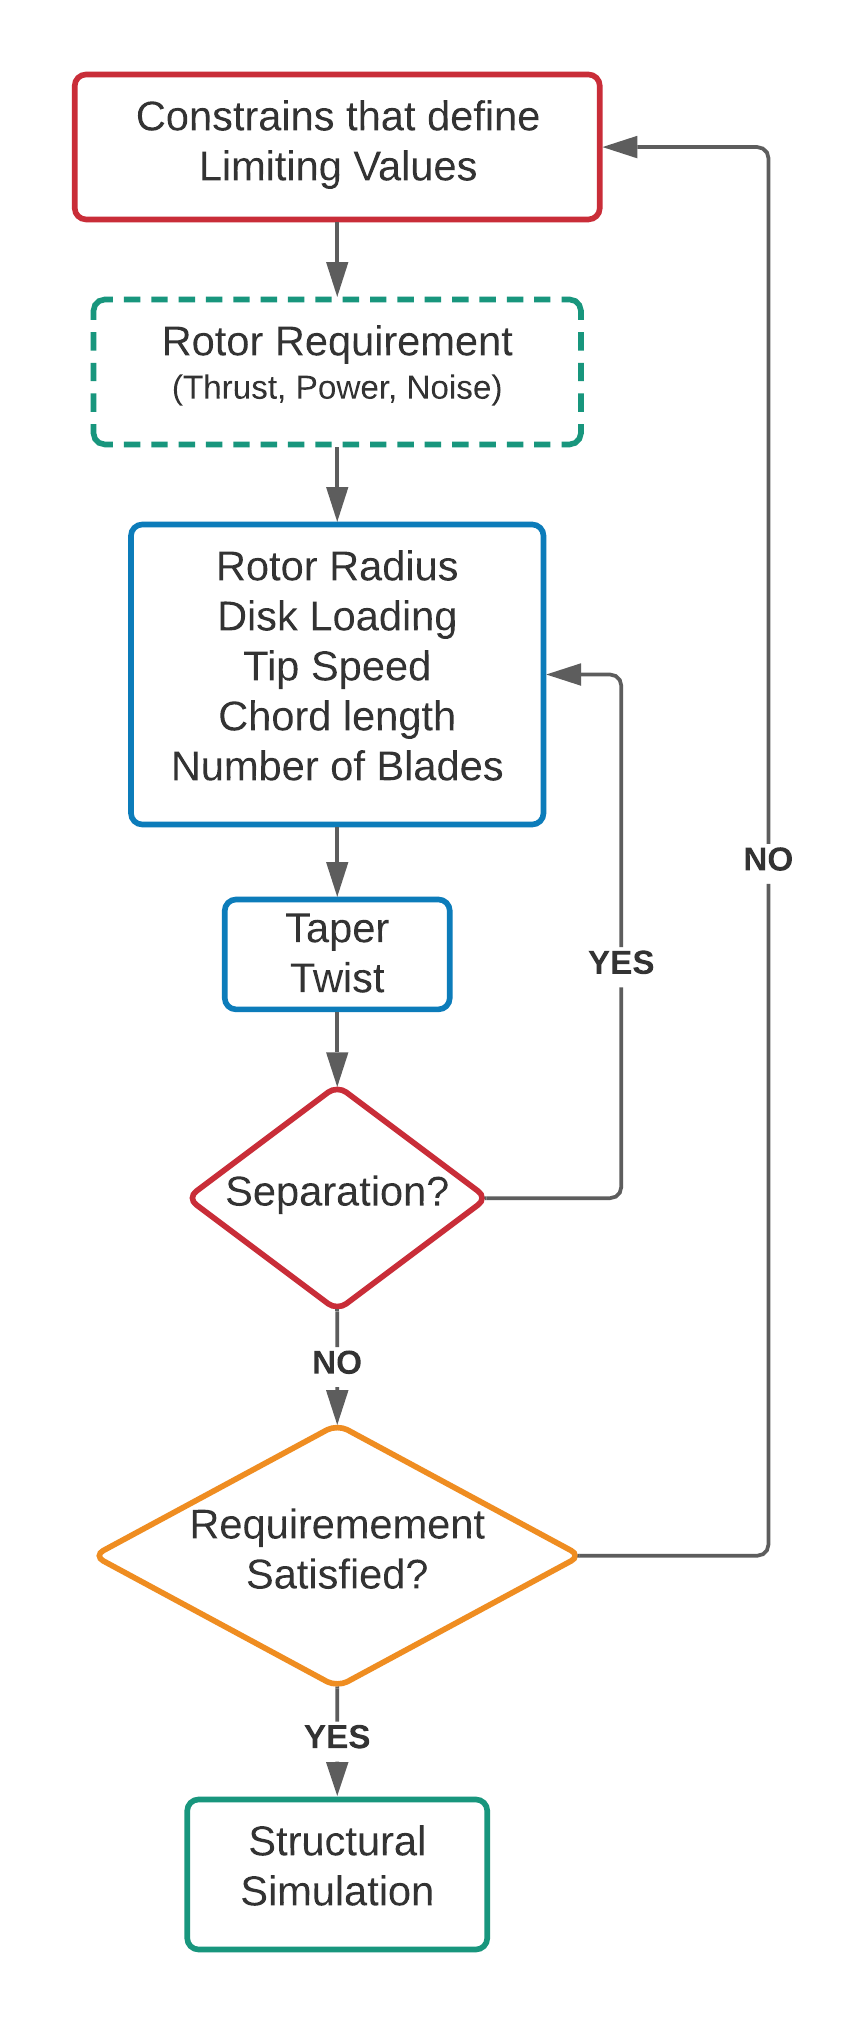 Constrains that define
Limiting Values
Rotor Requirement
(Thrust, Power, Noise)
Rotor Radius
Disk Loading
Tip Speed
Chord length
Number of Blades
Taper
Twist
Separation?
YES
NO
Requiremement
Satisfied?
NO
YES
Structural
Simulation